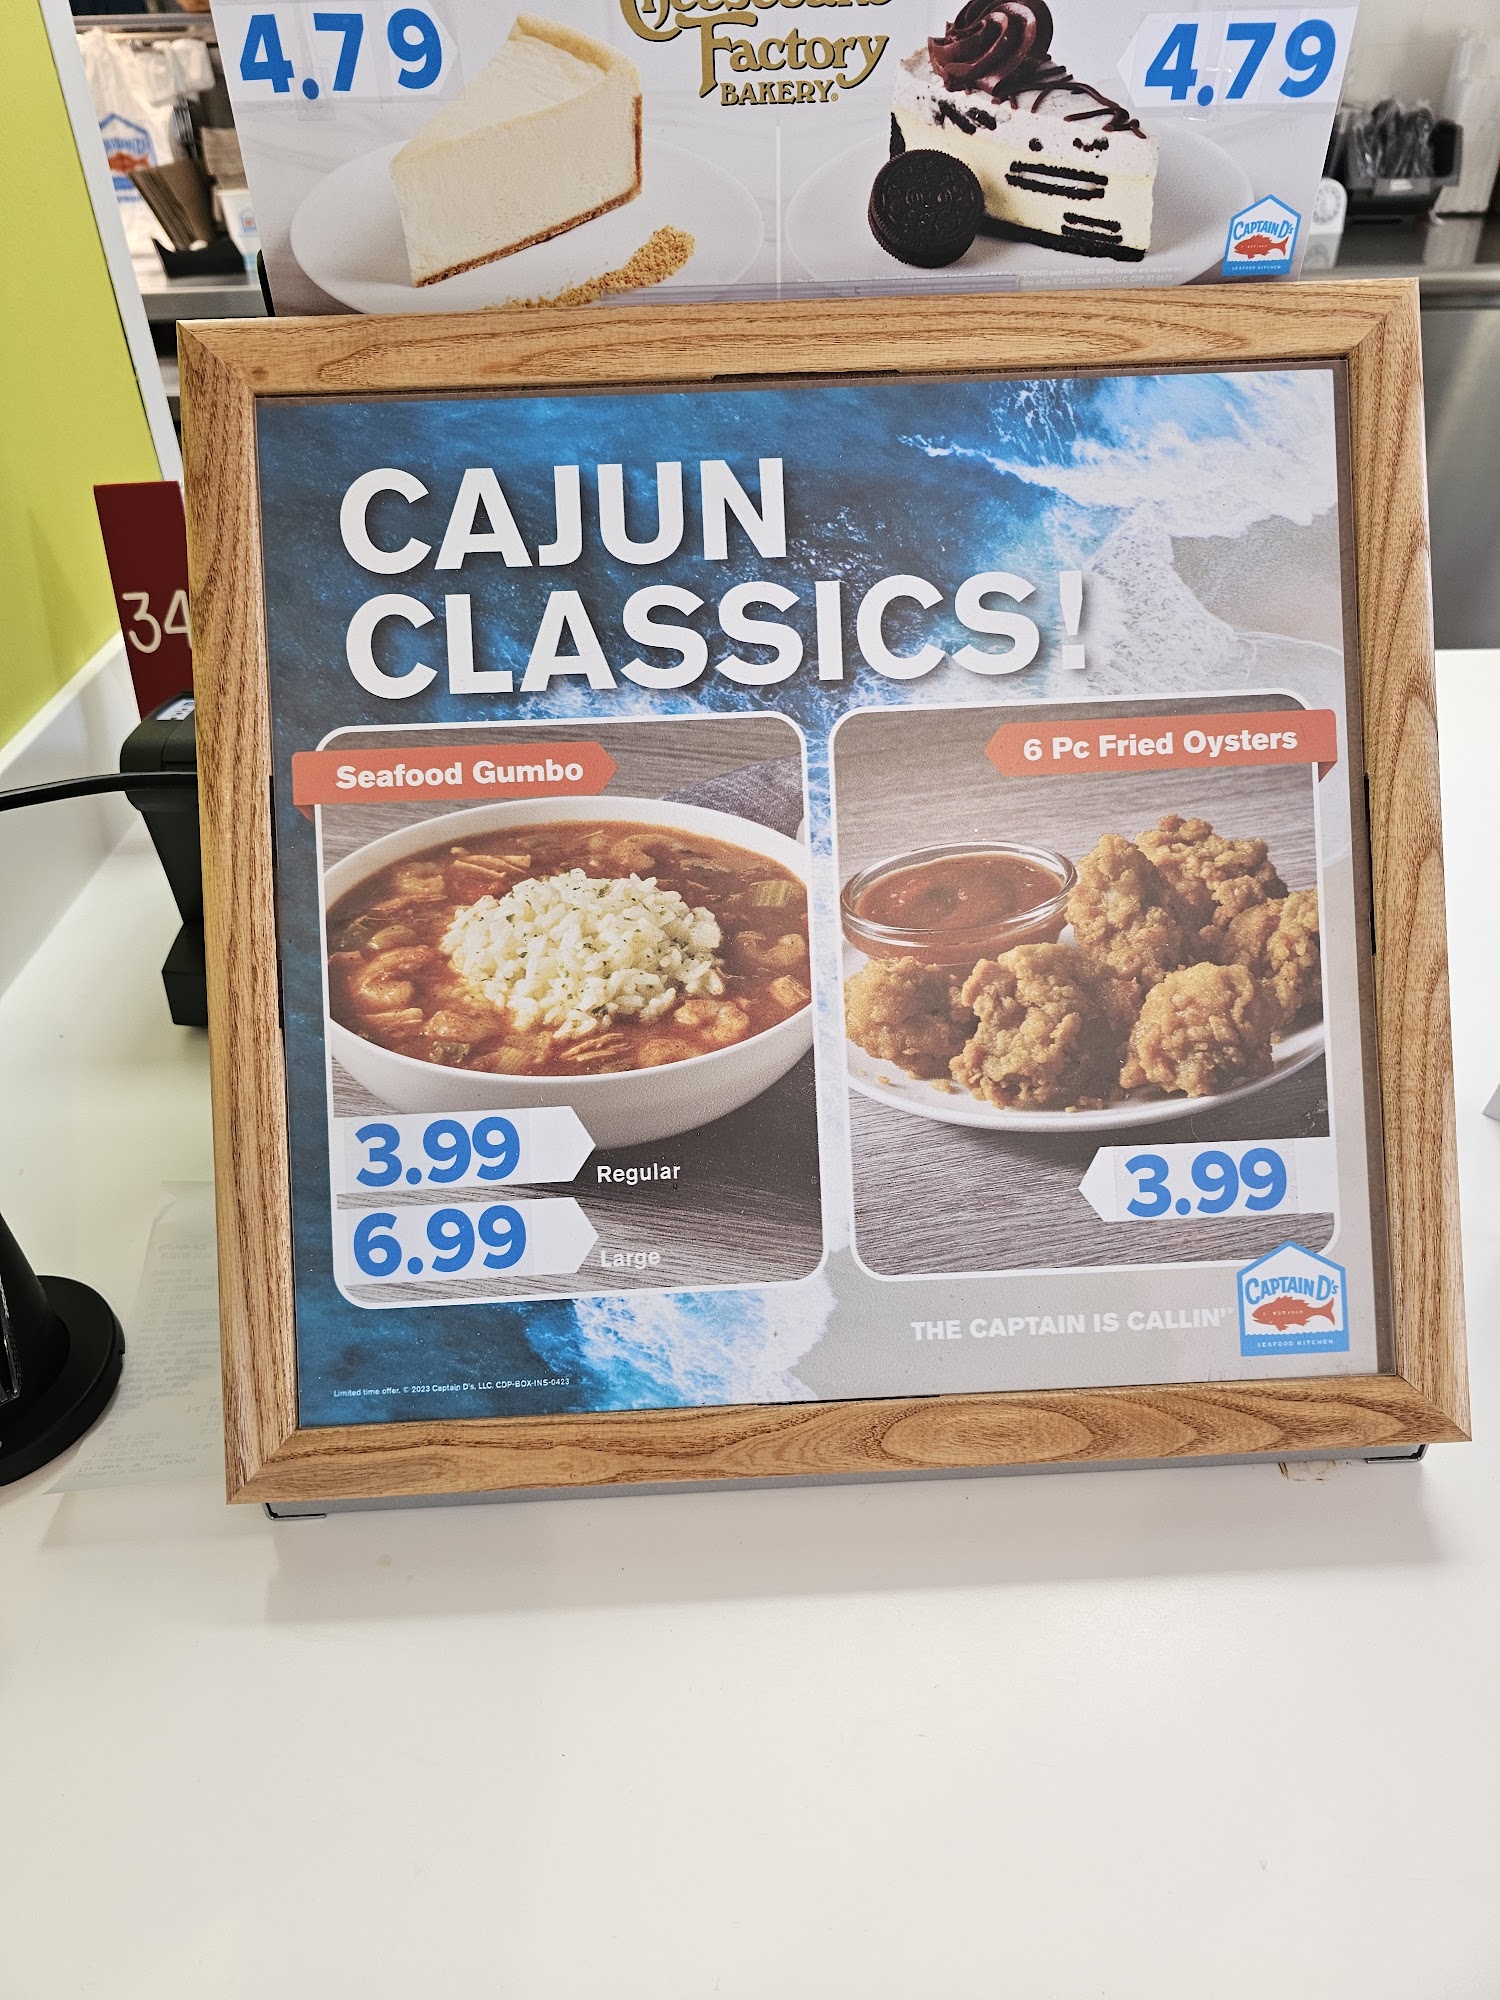 4.79
Factory
BAKERY®
4.79
CAPTAIN D's
SEAFOOD KITCHEN
34
CAJUN
CLASSICS!
Seafood Gumbo
6 Pc Fried Oysters
3.99
Regular
6.99
Large
3.99
THE CAPTAIN IS CALLIN'®
CAPTAIN D's
SEAFOOD KITCHEN
Limited time offer. © 2023 Captain D's, LLC. CDP-BOX-INS-0423